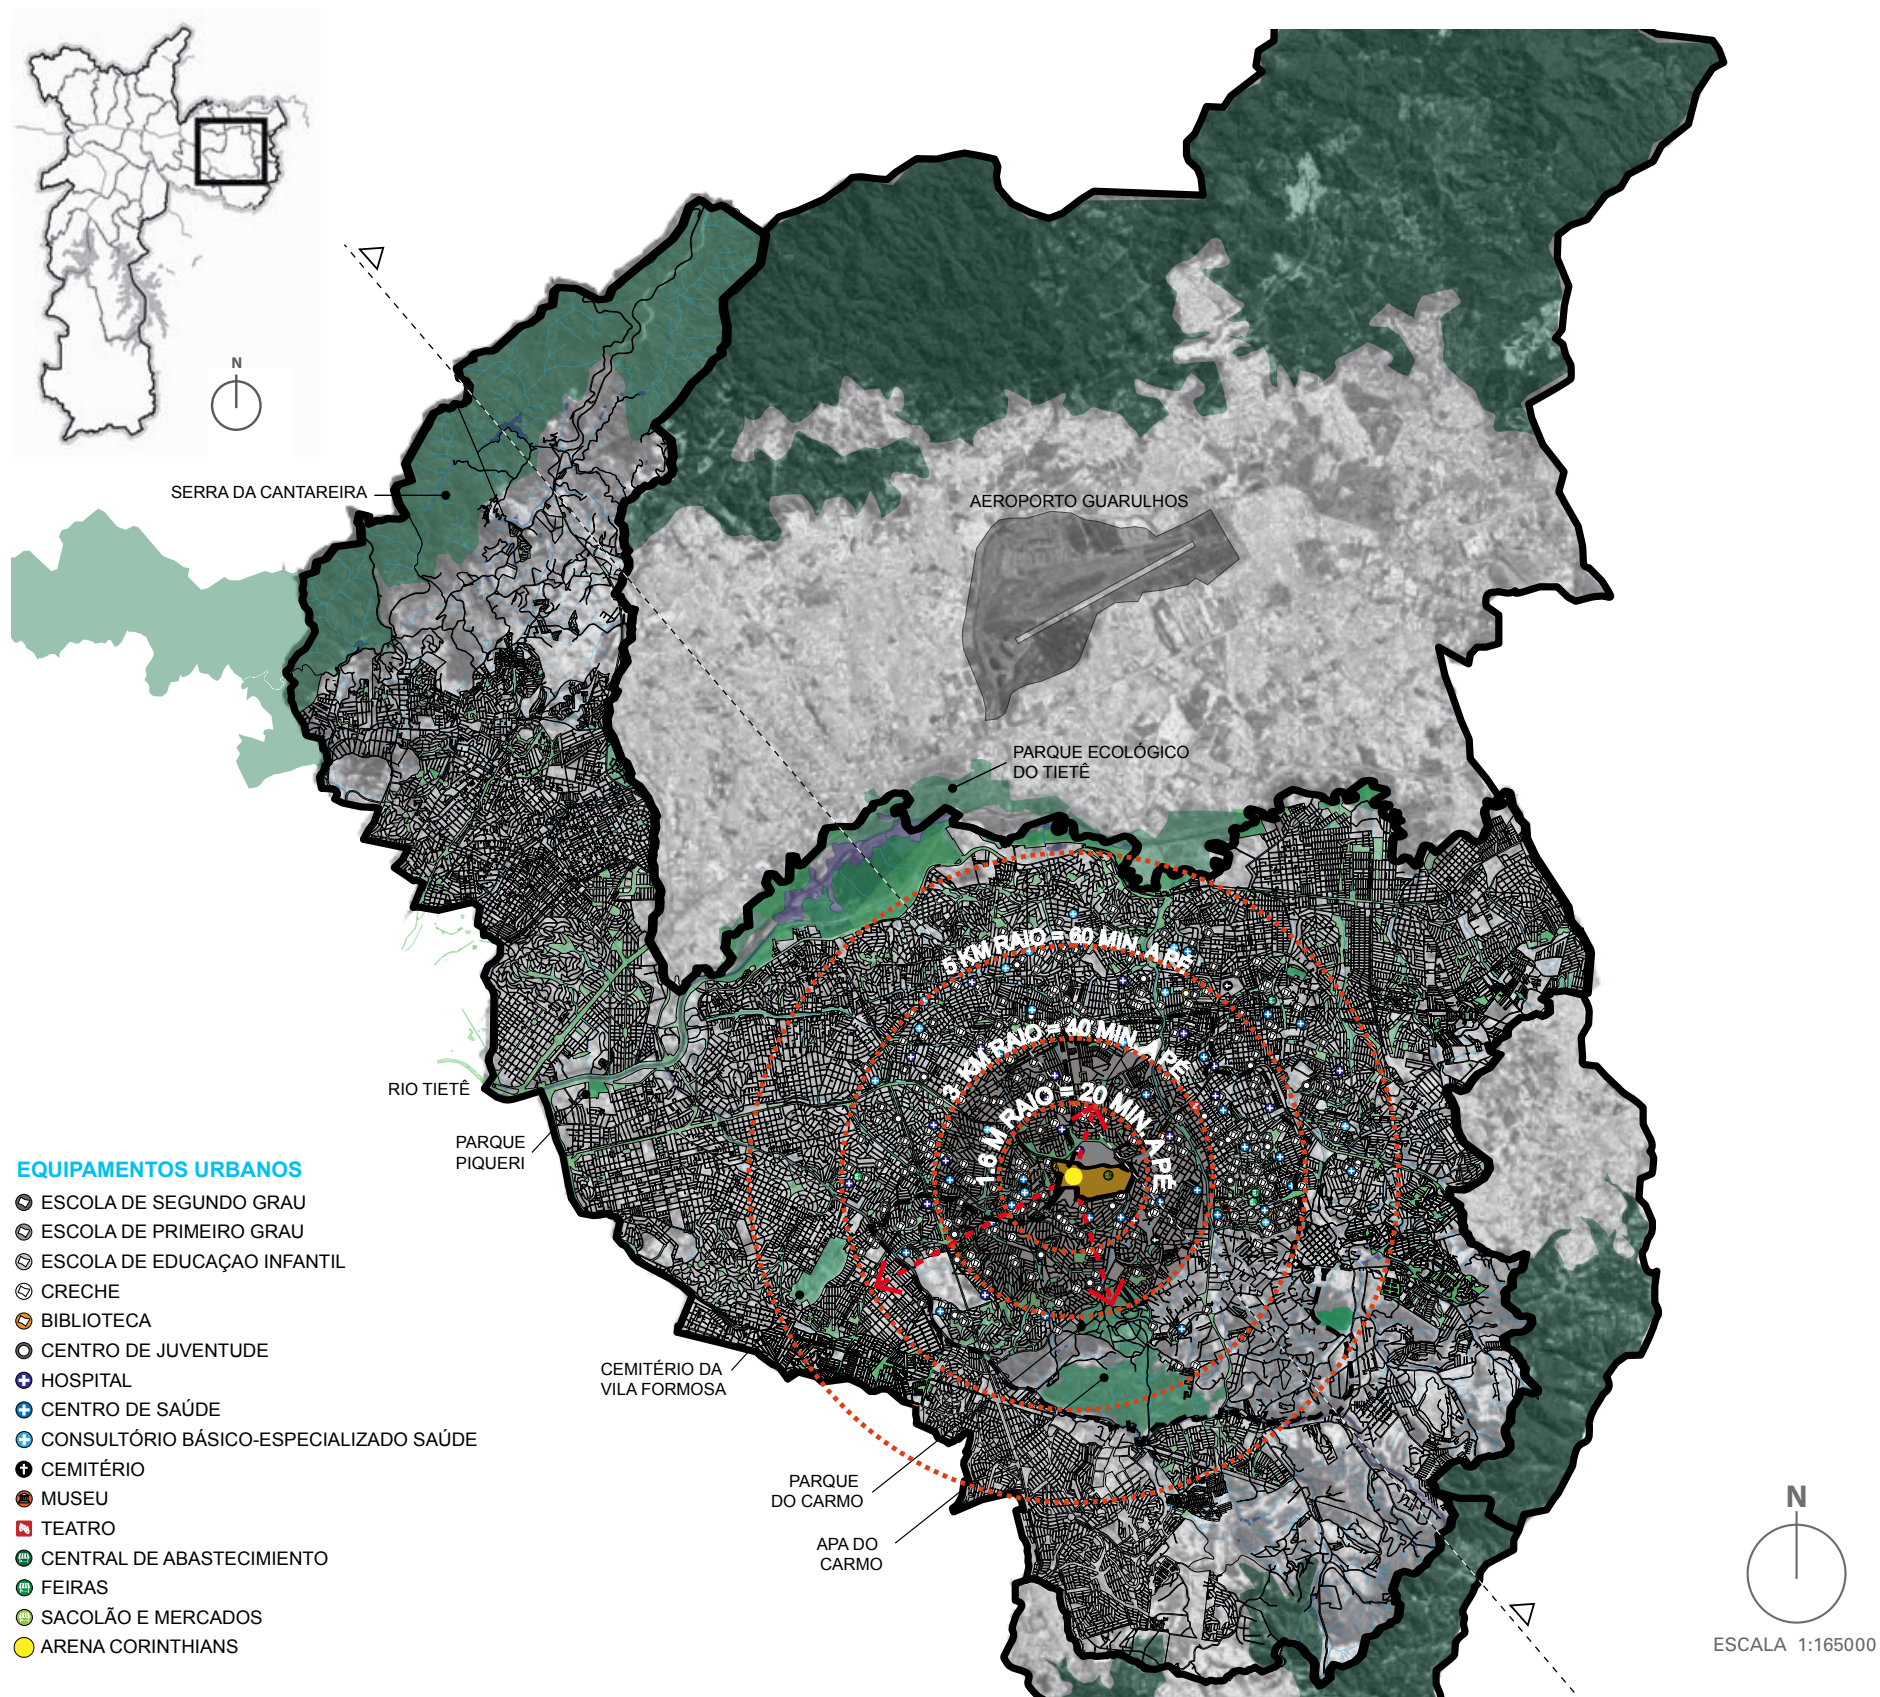 N
SERRA DA CANTAREIRA
AEROPORTO GUARULHOS
PARQUE ECOLÓGICO
DO TIETÊ
5 KM RAIO = 60 MIN. A PÉ
3 KM RAIO = 40 MIN. A PÉ
1.6 M RAIO = 20 MIN. A PÉ
RIO TIETÊ
PARQUE
PIQUERI
EQUIPAMENTOS URBANOS
ESCOLA DE SEGUNDO GRAU
ESCOLA DE PRIMEIRO GRAU
ESCOLA DE EDUCAÇAO INFANTIL
CRECHE
BIBLIOTECA
CENTRO DE JUVENTUDE
HOSPITAL
CENTRO DE SAÚDE
CONSULTÓRIO BÁSICO-ESPECIALIZADO SAÚDE
CEMITÉRIO
MUSEU
TEATRO
CENTRAL DE ABASTECIMENTO
FEIRAS
SACOLÃO E MERCADOS
ARENA CORINTHIANS
CEMITÉRIO DA
VILA FORMOSA
PARQUE
DO CARMO
APA DO
CARMO
N
ESCALA 1:165000